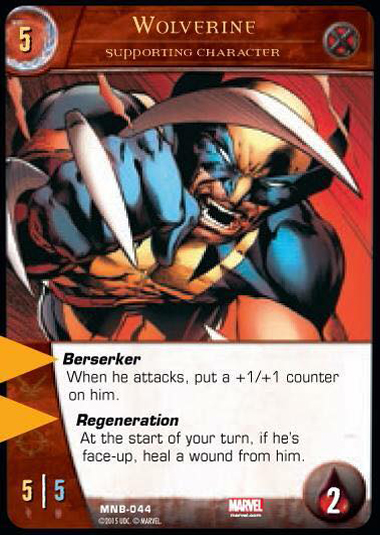 5
WOLVERINE
SUPPORTING CHARACTER
Berserker
When he attacks, put a +1/+1 counter
on him.
Regeneration
At the start of your turn, if he's
face-up, heal a wound from him.
5 | 5
MNB-044
©2015 UDC. © MARVEL.
MARVEL
marvel.com
2